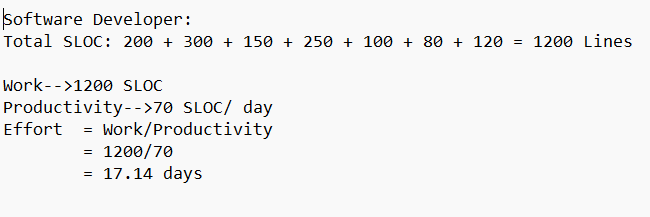 Software Developer:
Total SLOC: 200 + 300 + 150 + 250 + 100 + 80 + 120 = 1200 Lines
Work-->1200 SLOC
Productivity-->70 SLOC/ day
Effort  = Work/Productivity
= 1200/70
= 17.14 days